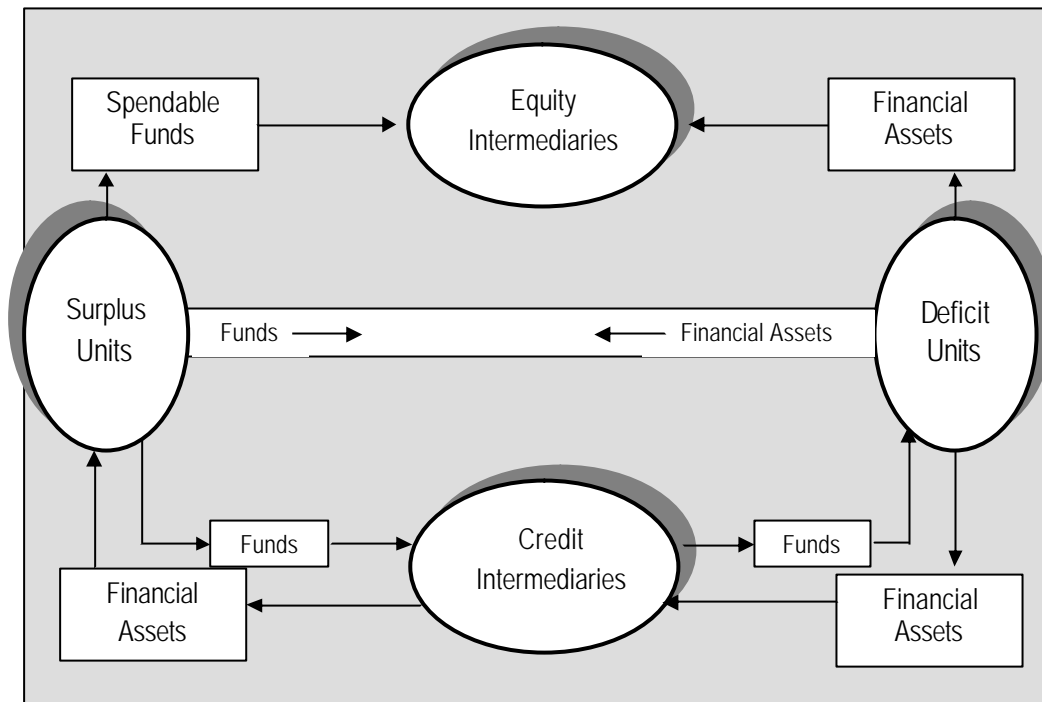 Spendable
Funds
Equity
Intermediaries
Financial
Assets
Surplus
Units
Funds
Financial Assets
Deficit
Units
Funds
Credit
Intermediaries
Funds
Financial
Assets
Financial
Assets